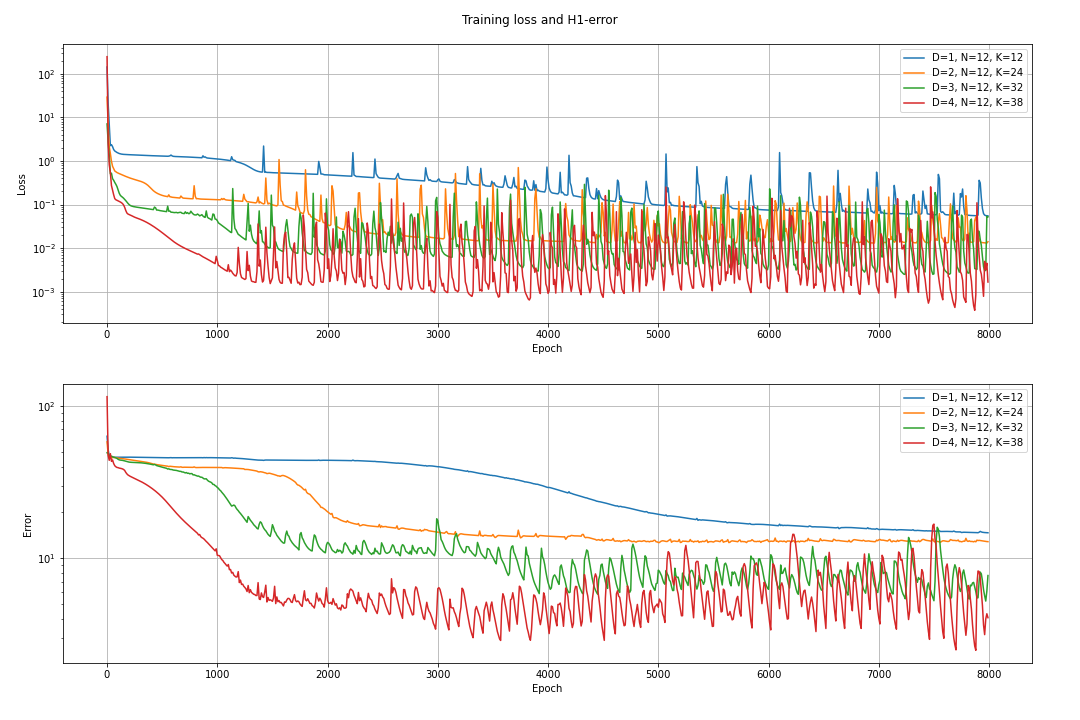 Training loss and H1-error
Loss
10²
10¹
10⁰
10⁻¹
10⁻²
10⁻³
D=1, N=12, K=12
D=2, N=12, K=24
D=3, N=12, K=32
D=4, N=12, K=38
0 1000 2000 3000 4000 5000 6000 7000 8000
Epoch
Error
10²
10¹
D=1, N=12, K=12
D=2, N=12, K=24
D=3, N=12, K=32
D=4, N=12, K=38
0 1000 2000 3000 4000 5000 6000 7000 8000
Epoch